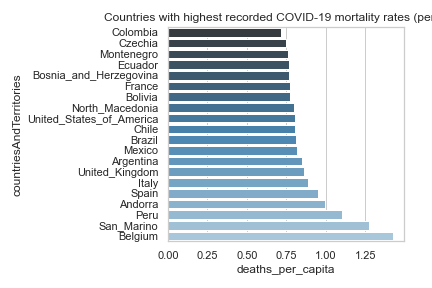 Countries with highest recorded COVID-19 mortality rates (per
Colombia
Czechia
Montenegro
Ecuador
Bosnia_and_Herzegovina
France
Bolivia
North_Macedonia
United_States_of_America
Chile
Brazil
Mexico
Argentina
United_Kingdom
Italy
Spain
Andorra
Peru
San_Marino
Belgium
countriesAndTerritories
0.00 0.25 0.50 0.75 1.00 1.25
deaths_per_capita